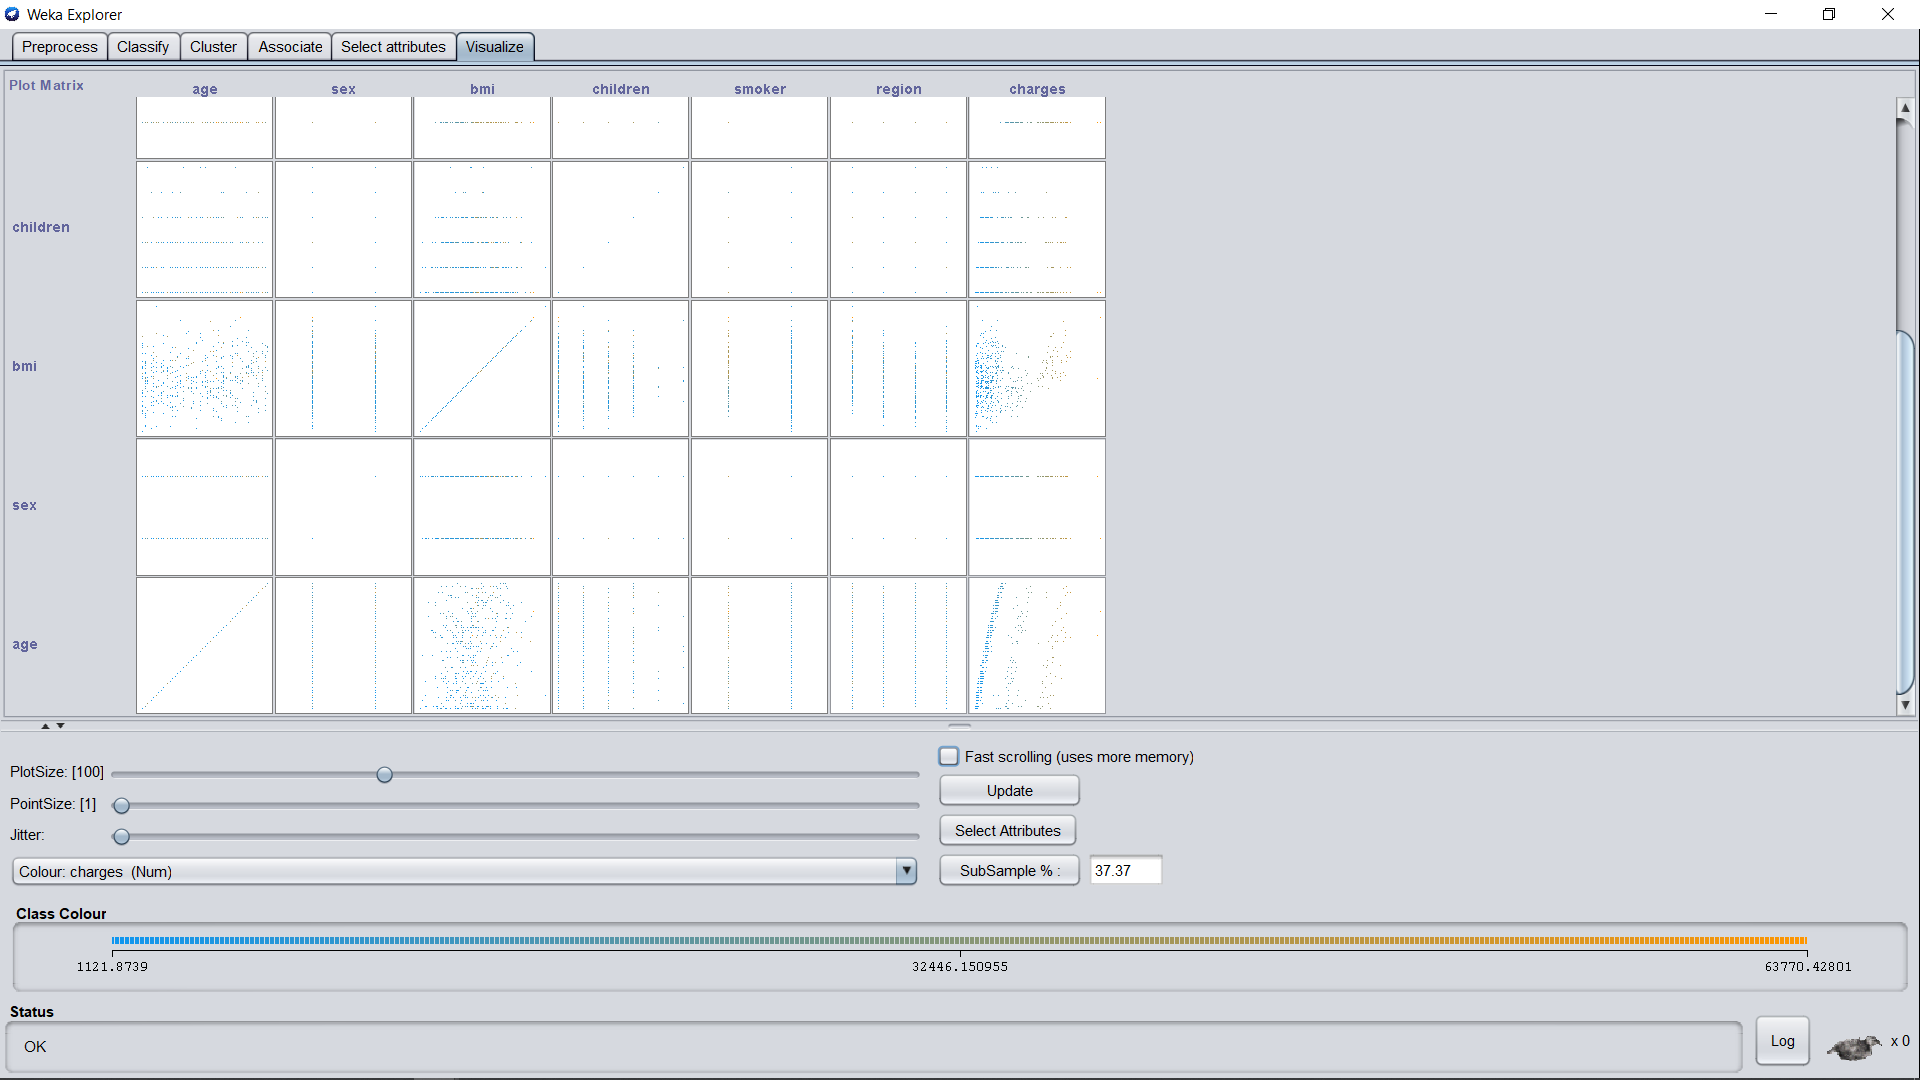 Weka Explorer
Preprocess Classify Cluster Associate Select attributes Visualize
Plot Matrix
age sex bmi children smoker region charges
children
bmi
sex
age
PlotSize: [100]
PointSize: [1]
Jitter:
Colour: charges (Num)
Fast scrolling (uses more memory)
Update
Select Attributes
SubSample % : 37.37
Class Colour
1121.8739 32446.150955 63770.42801
Status
OK
Log
x 0